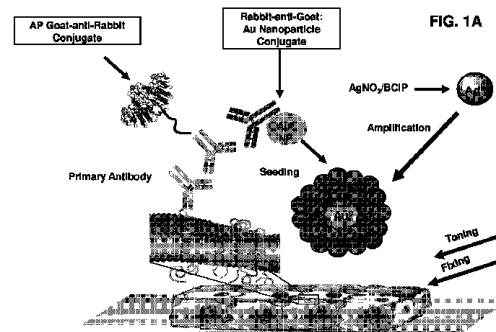 AP Goat-anti-Rabbit
Conjugate
Rabbit-anti-Goat:
Au Nanoparticle
Conjugate
FIG. 1A
AgNO3/BCIP
Amplification
Seeding
Primary Antibody
NP
Toning
Fixing